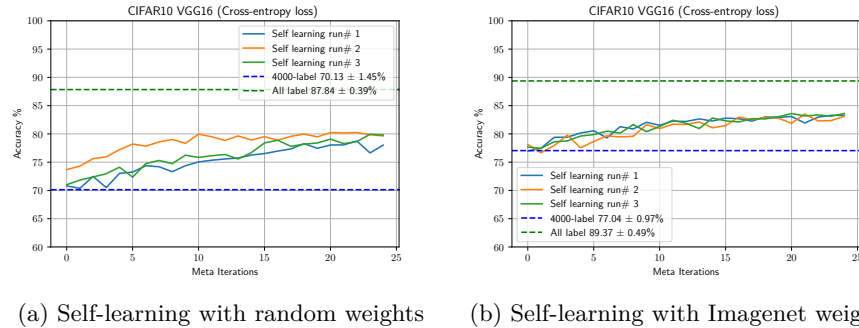 CIFAR10 VGG16 (Cross-entropy loss)
100
95
90
85
80
75
70
65
60
Accuracy %
0
5
10
15
20
25
Meta Iterations
Self learning run# 1
Self learning run# 2
Self learning run# 3
4000-label 70.13 ± 1.45%
All label 87.84 ± 0.39%
(a) Self-learning with random weights
CIFAR10 VGG16 (Cross-entropy loss)
100
95
90
85
80
75
70
65
60
Accuracy %
0
5
10
15
20
25
Meta Iterations
Self learning run# 1
Self learning run# 2
Self learning run# 3
4000-label 77.04 ± 0.97%
All label 89.37 ± 0.49%
(b) Self-learning with Imagenet weig